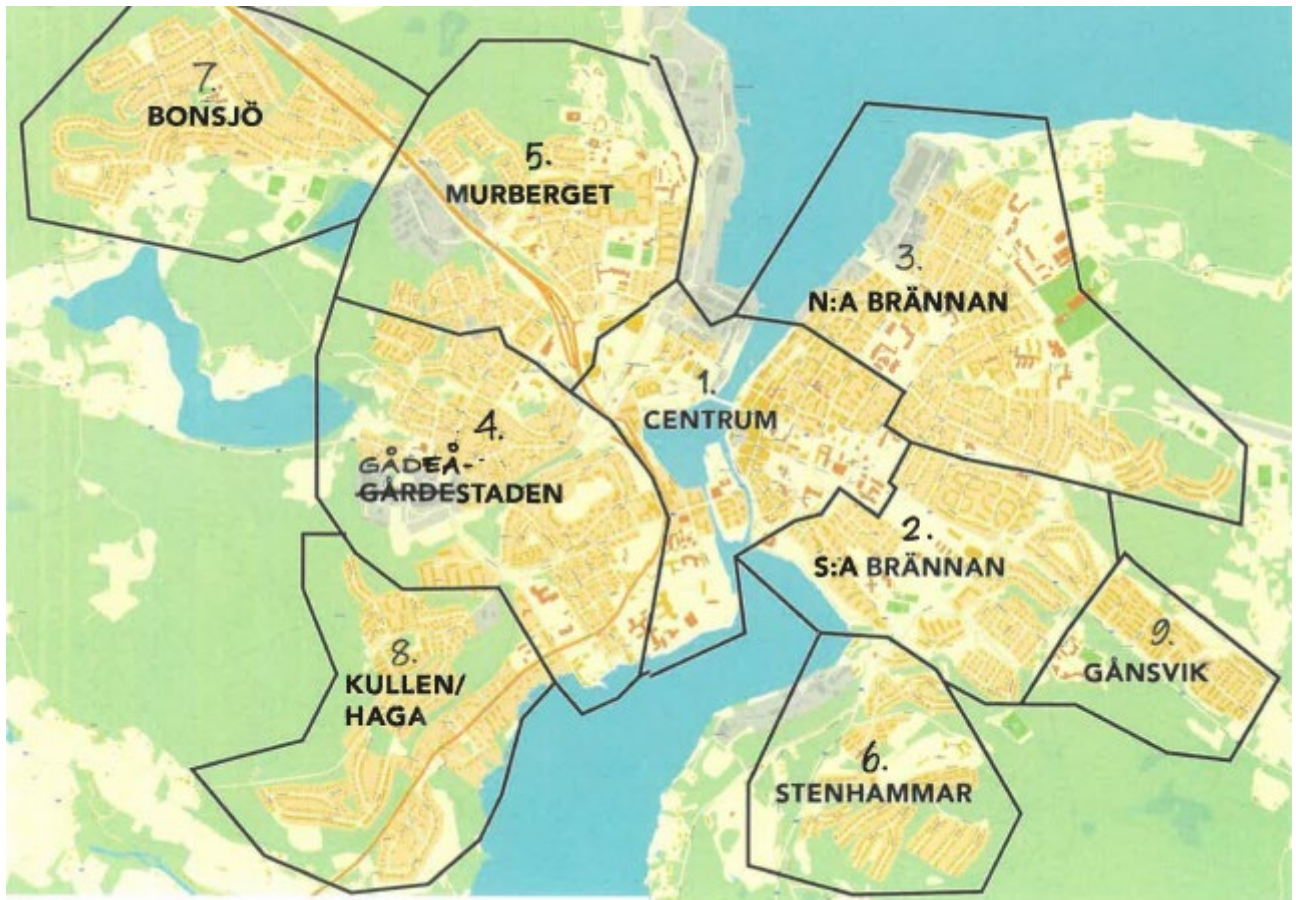 7.
BONSJÖ
5.
MURBERGET
3.
N:A BRÄNNAN
1.
CENTRUM
4.
GÅDEÅ-
GÅRDESTADEN
2.
S:A BRÄNNAN
9.
GÅNSVIK
8.
KULLEN/
HAGA
6.
STENHAMMAR